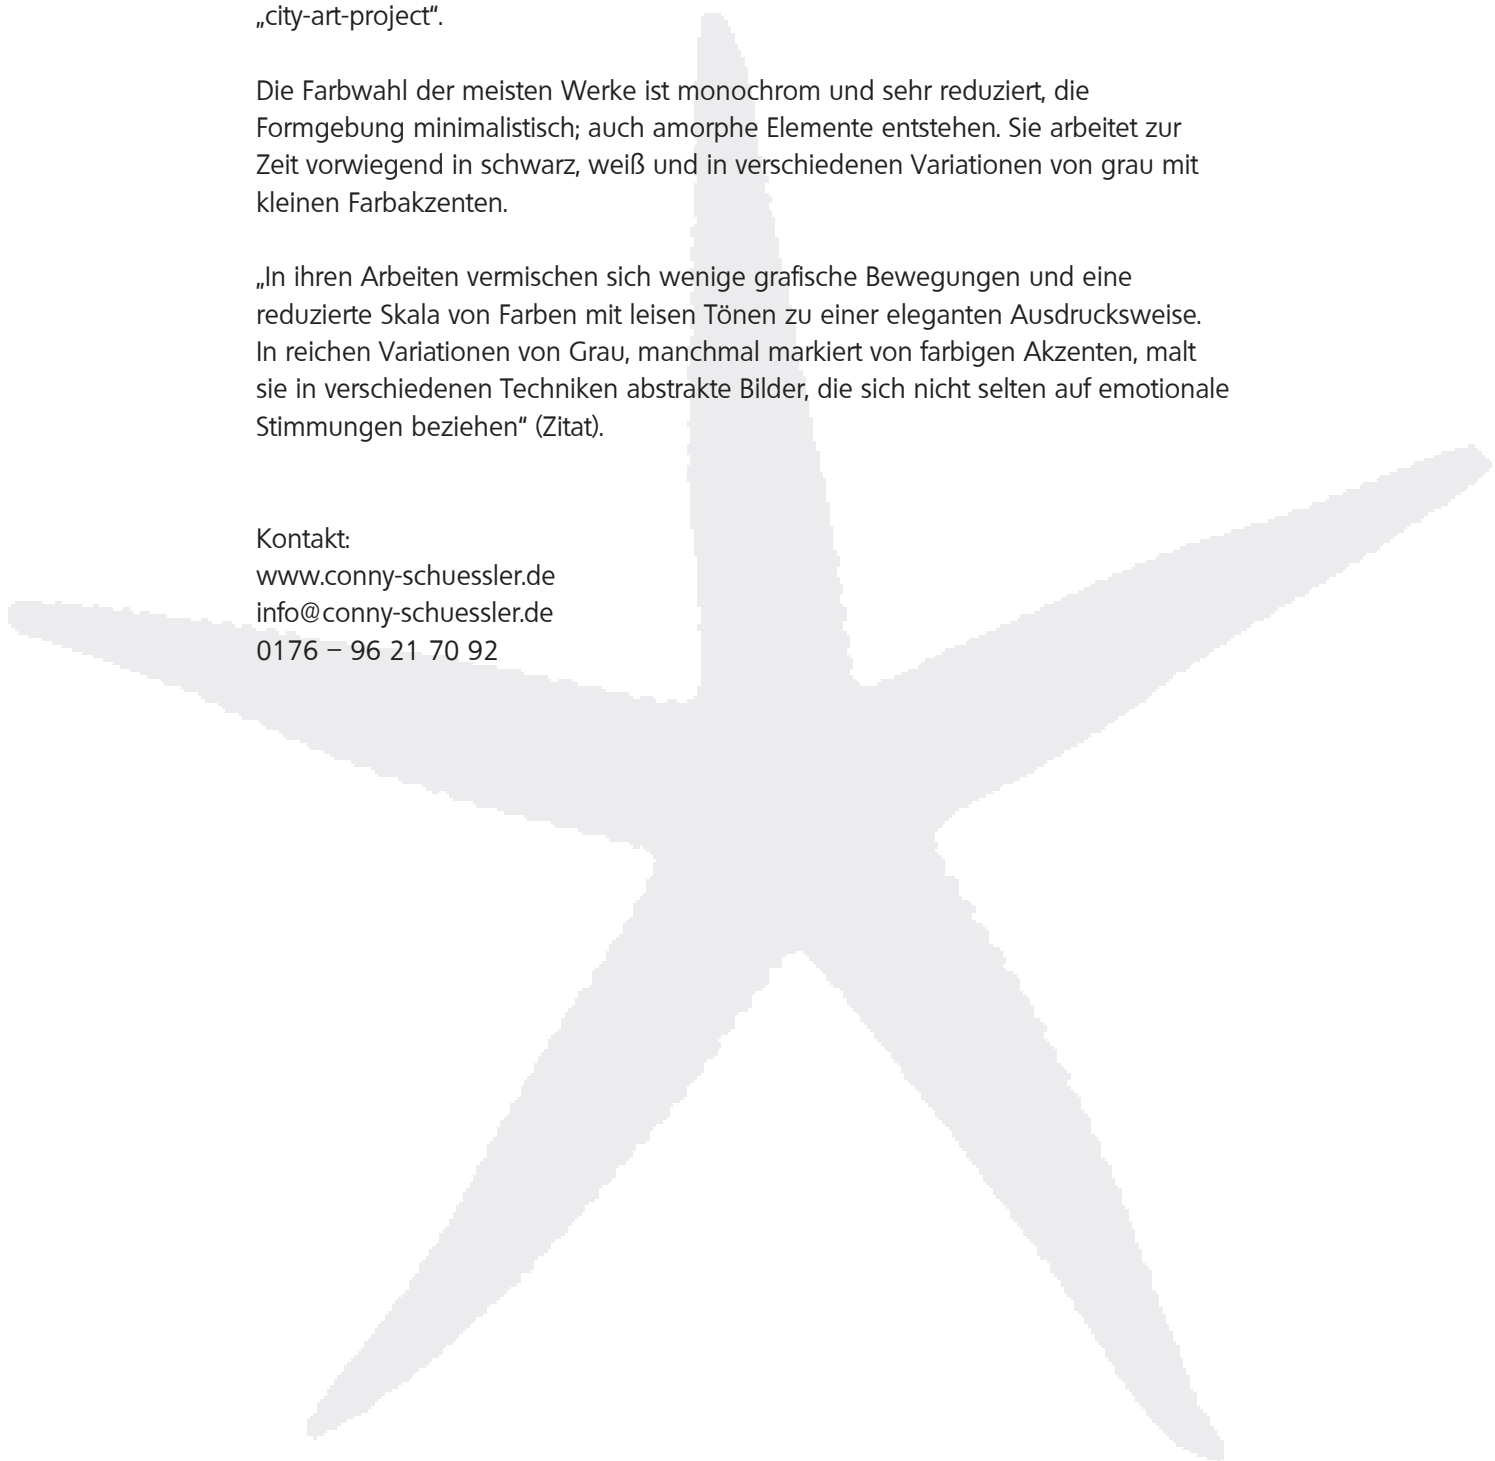 „city-art-project“.
Die Farbwahl der meisten Werke ist monochrom und sehr reduziert, die
Formgebung minimalistisch; auch amorphe Elemente entstehen. Sie arbeitet zur
Zeit vorwiegend in schwarz, weiß und in verschiedenen Variationen von grau mit
kleinen Farbakzenten.
„In ihren Arbeiten vermischen sich wenige grafische Bewegungen und eine
reduzierte Skala von Farben mit leisen Tönen zu einer eleganten Ausdrucksweise.
In reichen Variationen von Grau, manchmal markiert von farbigen Akzenten, malt
sie in verschiedenen Techniken abstrakte Bilder, die sich nicht selten auf emotionale
Stimmungen beziehen“ (Zitat).
Kontakt:
www.conny-schuessler.de
info@conny-schuessler.de
0176 – 96 21 70 92